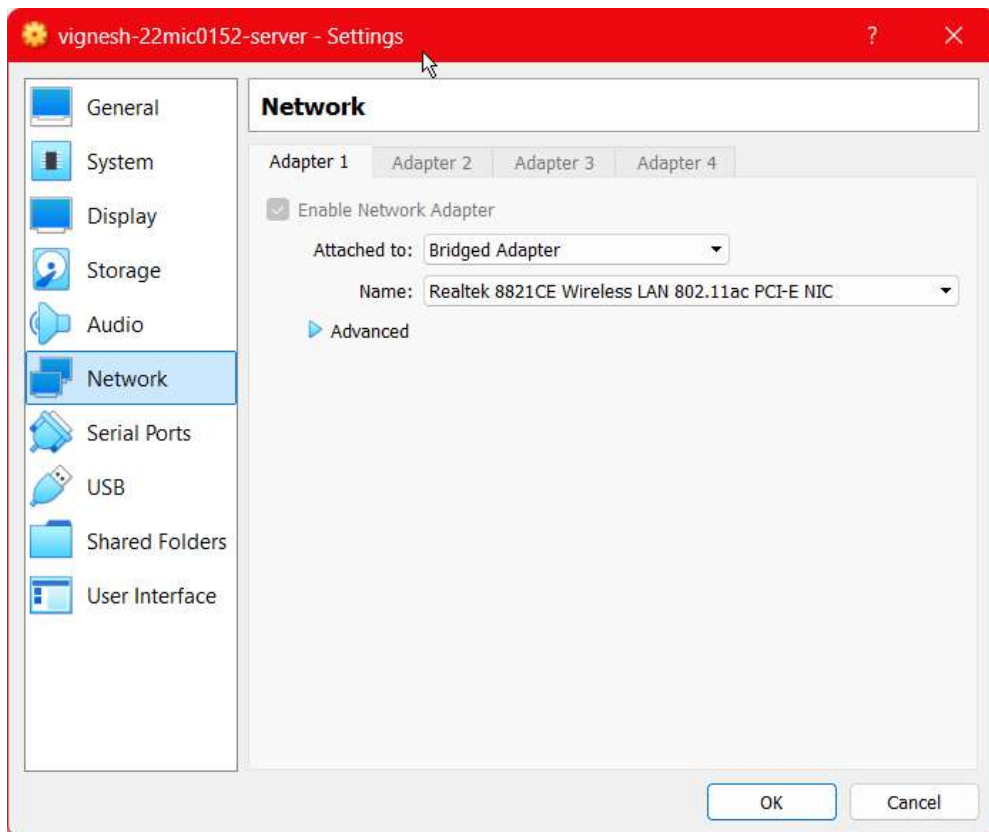 vignesh-22mic0152-server - Settings
?
General
System
Display
Storage
Audio
Network
Serial Ports
USB
Shared Folders
User Interface
Network
Adapter 1 Adapter 2 Adapter 3 Adapter 4
Enable Network Adapter
Attached to: Bridged Adapter
Name: Realtek 8821CE Wireless LAN 802.11ac PCI-E NIC
Advanced
OK Cancel